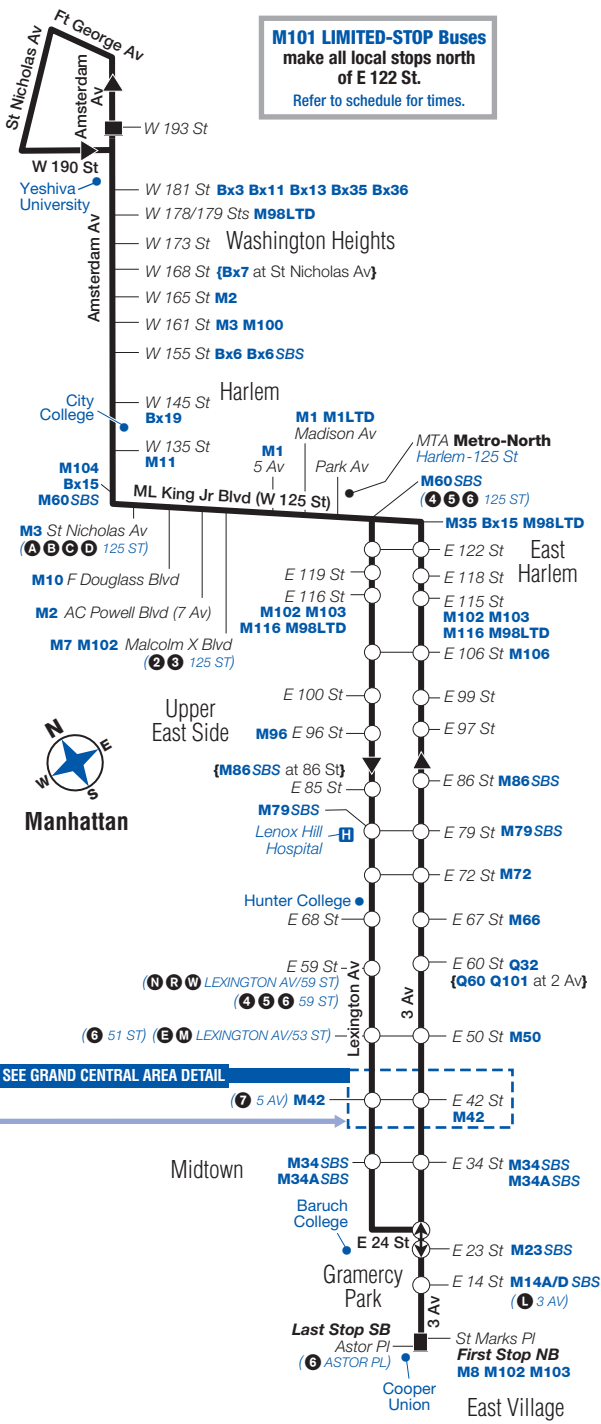 M101 LIMITED-STOP Buses
make all local stops north
of E 122 St.
Refer to schedule for times.
Ft George Av
St Nicholas Av
Amsterdam Av
W 193 St
W 190 St
Yeshiva
University
W 181 St Bx3 Bx11 Bx13 Bx35 Bx36
W 178/179 Sts M98LTD
W 173 St
Washington Heights
W 168 St {Bx7 at St Nicholas Av}
Amsterdam Av
W 165 St M2
W 161 St M3 M100
W 155 St Bx6 Bx6SBS
Harlem
W 145 St
Bx19
City
College
W 135 St
M11
M104
Bx15
M60SBS
ML King Jr Blvd (W 125 St)
M1
5 Av
M1 M1LTD
Madison Av
Park Av
MTA Metro-North
Harlem-125 St
M60SBS
(4 5 6 125 ST)
M3 St Nicholas Av
(A B C D 125 ST)
M10 F Douglass Blvd
M2 AC Powell Blvd (7 Av)
M7 M102 Malcolm X Blvd
(2 3 125 ST)
M35 Bx15 M98LTD
E 122 St
East
Harlem
E 119 St
E 118 St
E 116 St
M102 M103
M116 M98LTD
E 115 St
M102 M103
M116 M98LTD
E 106 St M106
E 100 St
E 99 St
Upper
East Side
M96 E 96 St
E 97 St
N
E
S
W
Manhattan
{M86SBS at 86 St}
E 85 St
E 86 St M86SBS
M79SBS
Lenox Hill
Hospital
H
E 79 St M79SBS
E 72 St M72
Hunter College
E 68 St
E 67 St M66
E 59 St
(N R W LEXINGTON AV/59 ST)
(4 5 6 59 ST)
E 60 St Q32
{Q60 Q101 at 2 Av}
Lexington Av
3 Av
(6 51 ST) (E M LEXINGTON AV/53 ST)
E 50 St M50
SEE GRAND CENTRAL AREA DETAIL
(7 5 AV) M42
E 42 St
M42
Midtown
M34SBS
M34ASBS
E 34 St M34SBS
M34ASBS
Baruch
College
E 24 St
E 23 St M23SBS
Gramercy
Park
E 14 St M14A/D SBS
(L 3 AV)
3 Av
Last Stop SB
Astor Pl
(6 ASTOR PL)
St Marks Pl
First Stop NB
M8 M102 M103
Cooper
Union
East Village